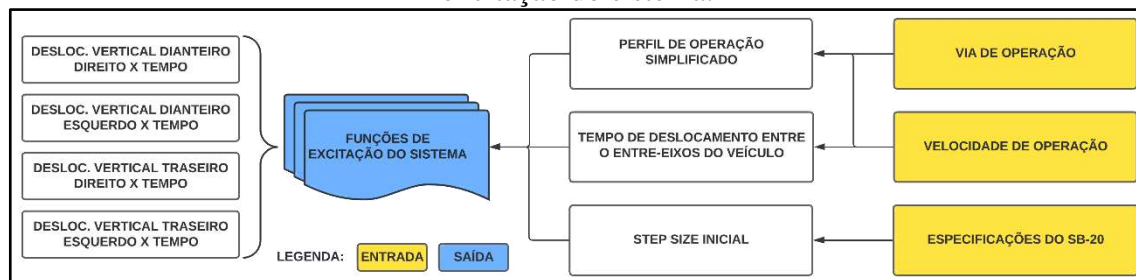 DESLOC. VERTICAL DIANTEIRO
DIREITO X TEMPO
DESLOC. VERTICAL DIANTEIRO
ESQUERDO X TEMPO
DESLOC. VERTICAL TRASEIRO
DIREITO X TEMPO
DESLOC. VERTICAL TRASEIRO
ESQUERDO X TEMPO
FUNÇÕES DE
EXCITAÇÃO DO SISTEMA
LEGENDA:
ENTRADA
SAÍDA
PERFIL DE OPERAÇÃO
SIMPLIFICADO
TEMPO DE DESLOCAMENTO ENTRE
O ENTRE-EIXOS DO VEÍCULO
STEP SIZE INICIAL
VIA DE OPERAÇÃO
VELOCIDADE DE OPERAÇÃO
ESPECIFICAÇÕES DO SB-20